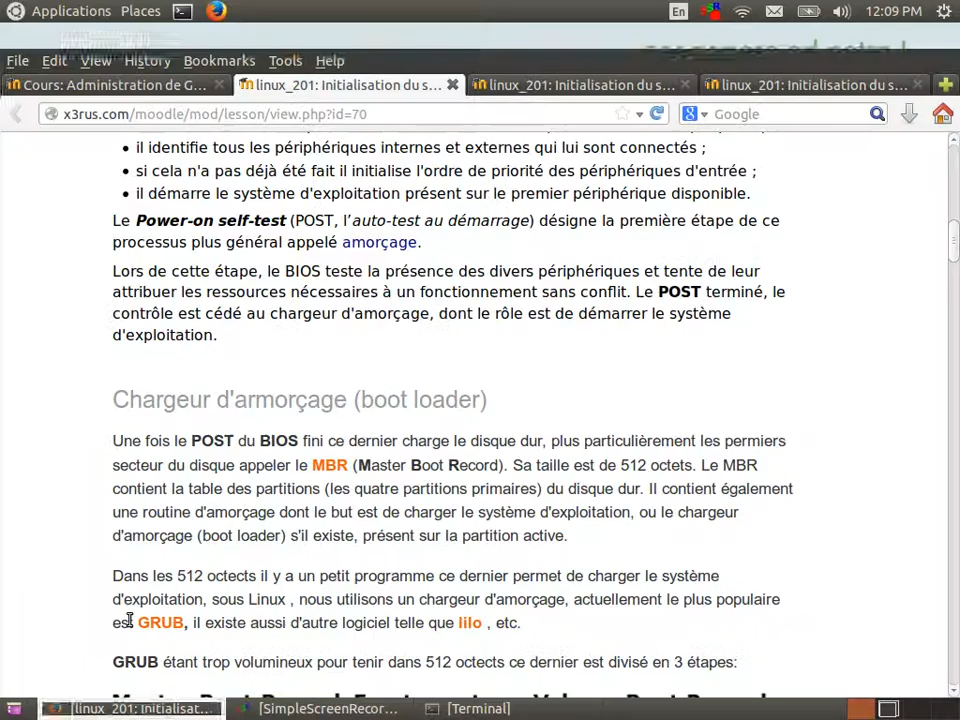 Applications Places En 12:09 PM
File Edit View History Bookmarks Tools Help
Cours: Administration de G... linux_201: Initialisation du s... linux_201: Initialisation du s... linux_201: Initialisation du s...
x3rus.com/moodle/mod/lesson/view.php?id=70 Google
• il identifie tous les périphériques internes et externes qui lui sont connectés ;
• si cela n'a pas déjà été fait il initialise l'ordre de priorité des périphériques d'entrée ;
• il démarre le système d'exploitation présent sur le premier périphérique disponible.
Le Power-on self-test (POST, l'auto-test au démarrage) désigne la première étape de ce
processus plus général appelé amorçage.
Lors de cette étape, le BIOS teste la présence des divers périphériques et tente de leur
attribuer les ressources nécessaires à un fonctionnement sans conflit. Le POST terminé, le
contrôle est cédé au chargeur d'amorçage, dont le rôle est de démarrer le système
d'exploitation.
Chargeur d'armorçage (boot loader)
Une fois le POST du BIOS fini ce dernier charge le disque dur, plus particulièrement les permiers
secteur du disque appeler le MBR (Master Boot Record). Sa taille est de 512 octets. Le MBR
contient la table des partitions (les quatre partitions primaires) du disque dur. Il contient également
une routine d'amorçage dont le but est de charger le système d'exploitation, ou le chargeur
d'amorçage (boot loader) s'il existe, présent sur la partition active.
Dans les 512 octects il y a un petit programme ce dernier permet de charger le système
d'exploitation, sous Linux , nous utilisons un chargeur d'amorçage, actuellement le plus populaire
est GRUB, il existe aussi d'autre logiciel telle que lilo , etc.
GRUB étant trop volumineux pour tenir dans 512 octects ce dernier est divisé en 3 étapes:
[linux_201: Initialisat... [SimpleScreenRecor... [Terminal]